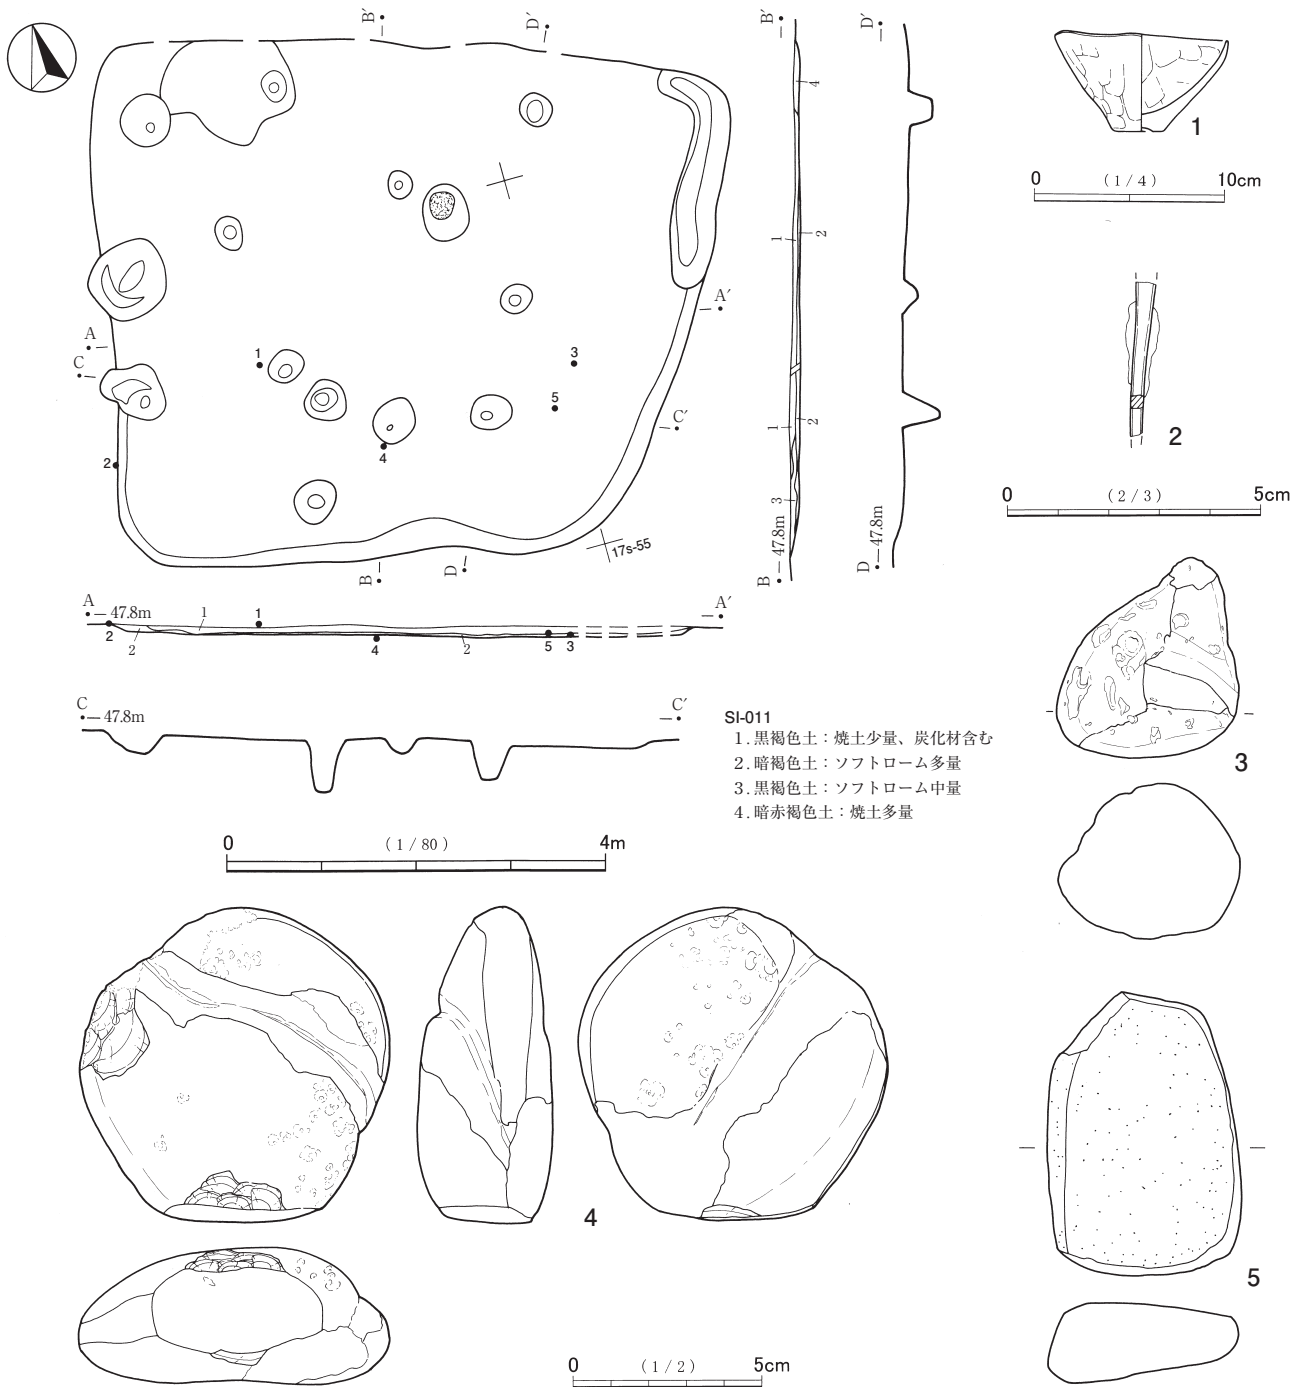 B′
D′
A
C
A′
C′
1
3
5
4
2
17s-55
B
D
B′
4
1
2
1
2
3
B
47.8m
D′
D
47.8m
A
47.8m
1
1
A′
2
2
4
2
5
3
C
47.8m
C′
SI-011
1.黒褐色土：焼土少量、炭化材含む
2.暗褐色土：ソフトローム多量
3.黒褐色土：ソフトローム中量
4.暗赤褐色土：焼土多量
0 (1/80) 4m
1
0 (1/4) 10cm
2
0 (2/3) 5cm
3
4
5
0 (1/2) 5cm